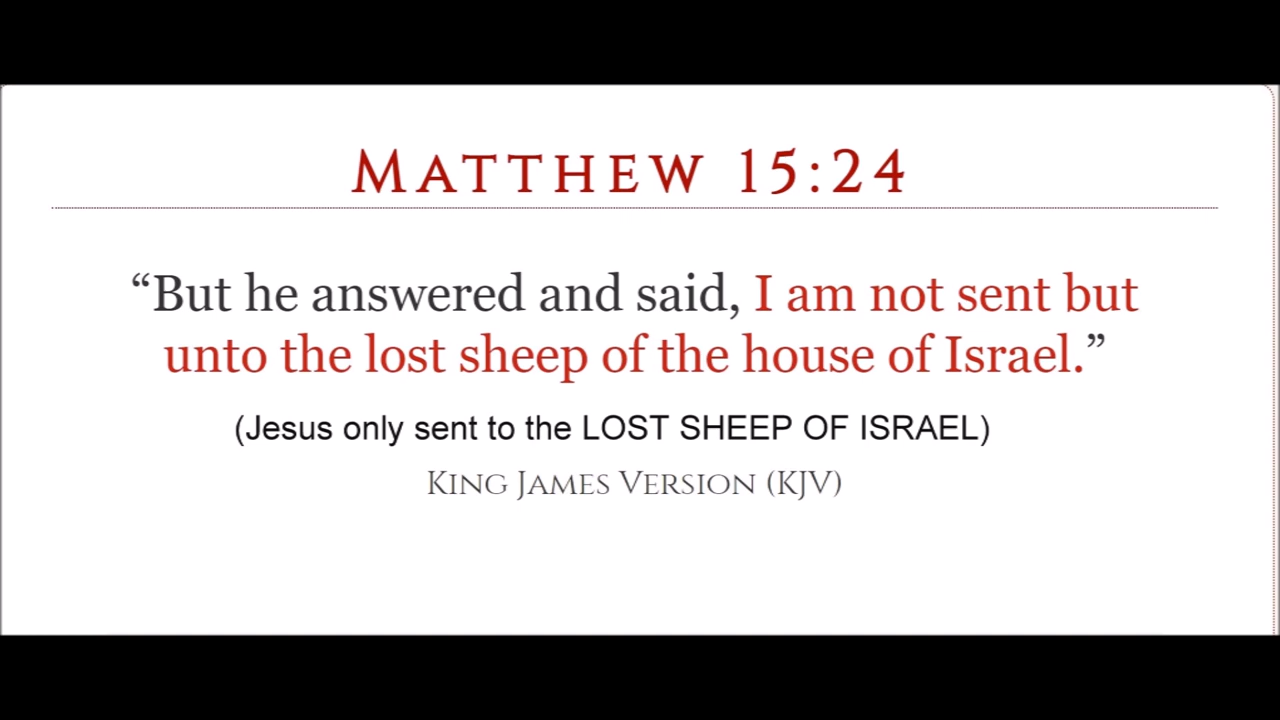 Matthew 15:24
“But he answered and said, I am not sent but
unto the lost sheep of the house of Israel.”
(Jesus only sent to the LOST SHEEP OF ISRAEL)
King James Version (KJV)